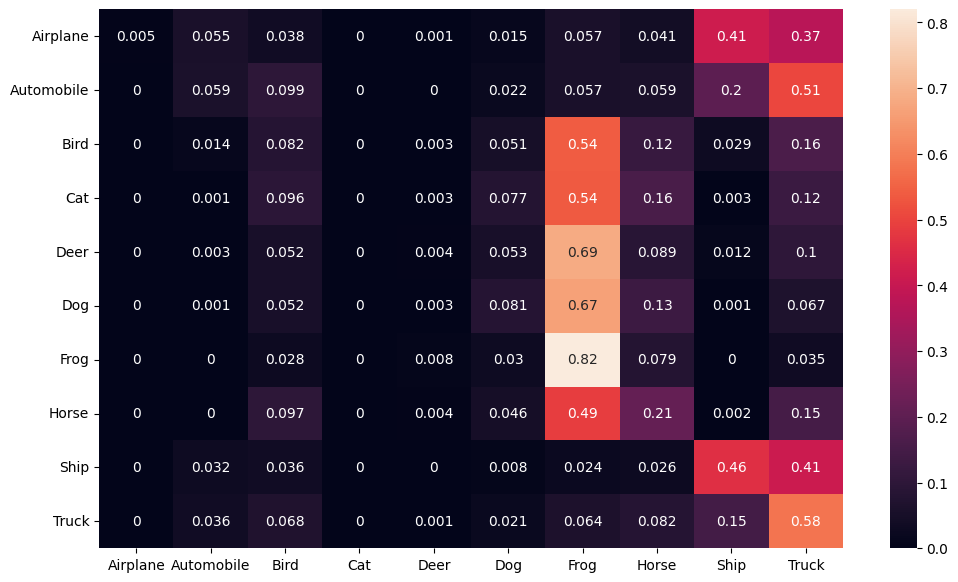 Airplane 0.005 0.055 0.038 0 0.001 0.015 0.057 0.041 0.41 0.37
Automobile 0 0.059 0.099 0 0 0.022 0.057 0.059 0.2 0.51
Bird 0 0.014 0.082 0 0.003 0.051 0.54 0.12 0.029 0.16
Cat 0 0.001 0.096 0 0.003 0.077 0.54 0.16 0.003 0.12
Deer 0 0.003 0.052 0 0.004 0.053 0.69 0.089 0.012 0.1
Dog 0 0.001 0.052 0 0.003 0.081 0.67 0.13 0.001 0.067
Frog 0 0 0.028 0 0.008 0.03 0.82 0.079 0 0.035
Horse 0 0 0.097 0 0.004 0.046 0.49 0.21 0.002 0.15
Ship 0 0.032 0.036 0 0 0.008 0.024 0.026 0.46 0.41
Truck 0 0.036 0.068 0 0.001 0.021 0.064 0.082 0.15 0.58
Airplane Automobile Bird Cat Deer Dog Frog Horse Ship Truck
0.8
0.7
0.6
0.5
0.4
0.3
0.2
0.1
0.0